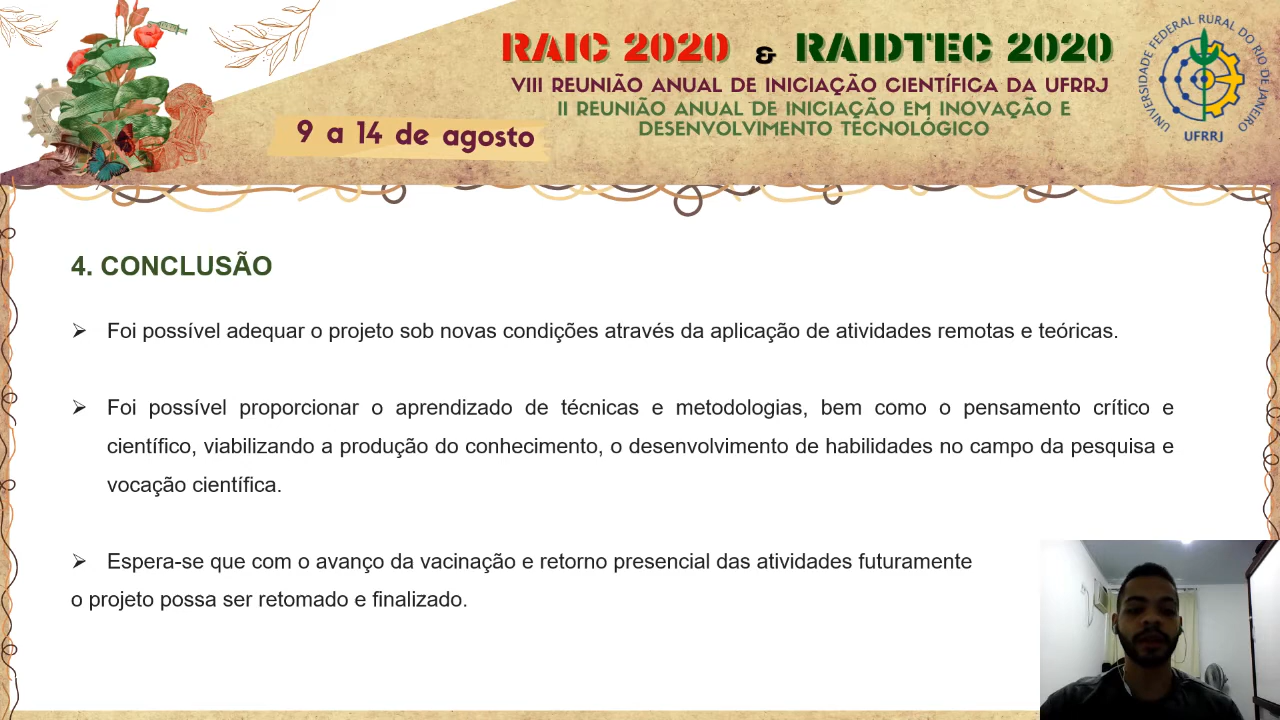 RAIC 2020 & RAIDTEC 2020
VIII REUNIÃO ANUAL DE INICIAÇÃO CIENTÍFICA DA UFRRJ
II REUNIÃO ANUAL DE INICIAÇÃO EM INOVAÇÃO E
DESENVOLVIMENTO TECNOLÓGICO
9 a 14 de agosto
UNIVERSIDADE FEDERAL RURAL DO RIO DE JANEIRO
UFRRJ
4. CONCLUSÃO
➢ Foi possível adequar o projeto sob novas condições através da aplicação de atividades remotas e teóricas.
➢ Foi possível proporcionar o aprendizado de técnicas e metodologias, bem como o pensamento crítico e
científico, viabilizando a produção do conhecimento, o desenvolvimento de habilidades no campo da pesquisa e
vocação científica.
➢ Espera-se que com o avanço da vacinação e retorno presencial das atividades futuramente
o projeto possa ser retomado e finalizado.